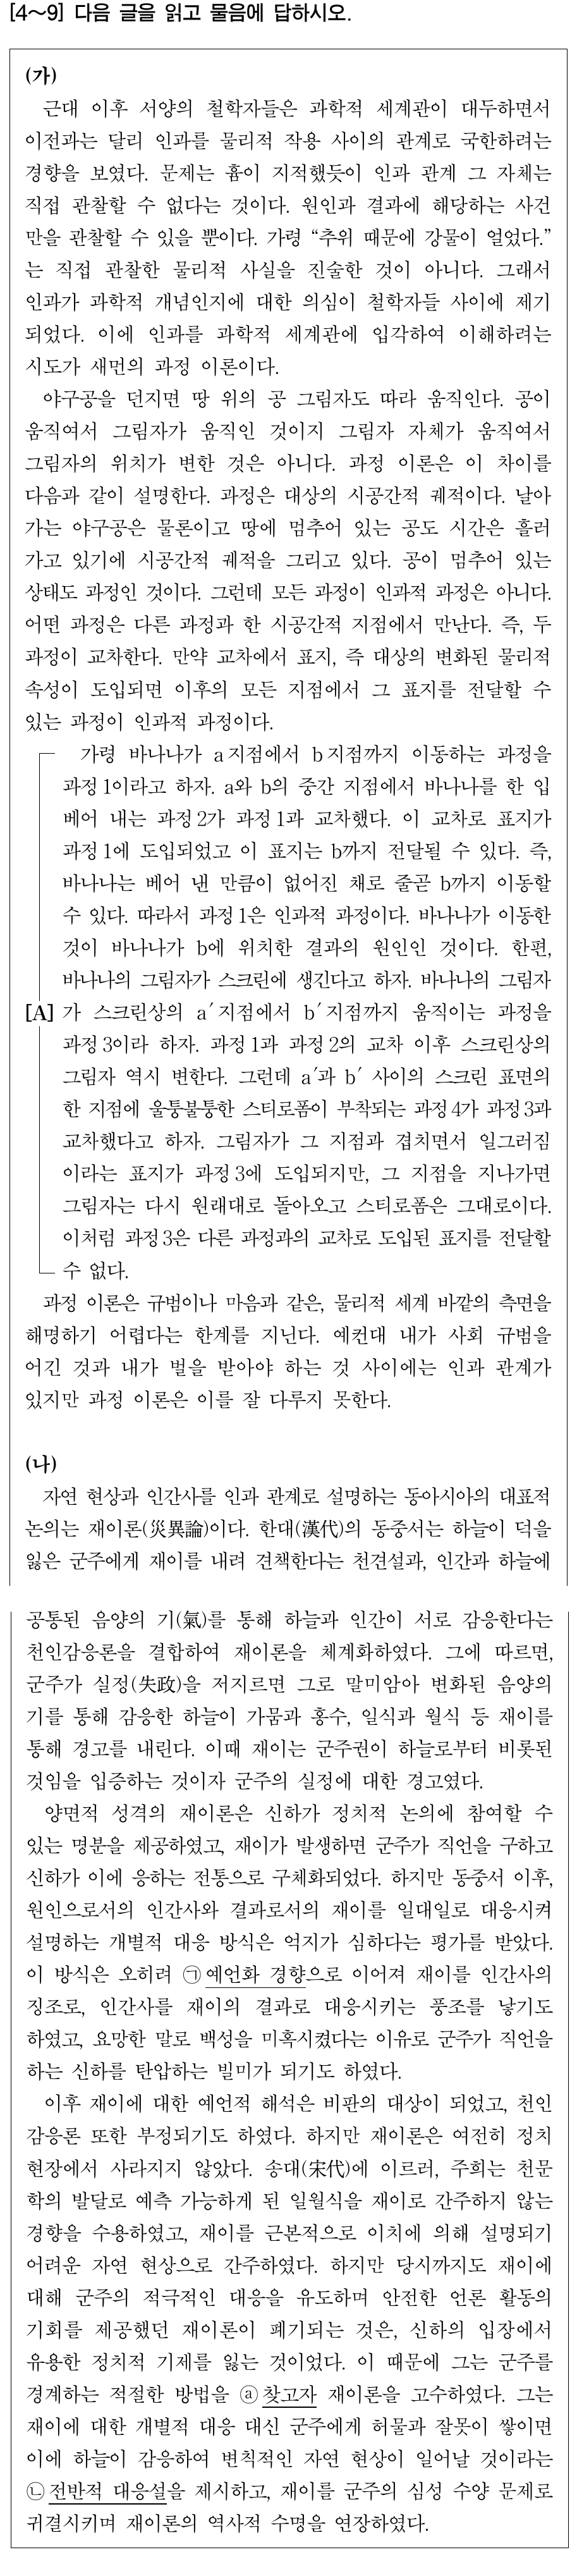 [4~9] 다음 글을 읽고 물음에 답하시오.
(가)
근대 이후 서양의 철학자들은 과학적 세계관이 대두하면서
이전과는 달리 인과를 물리적 작용 사이의 관계로 국한하려는
경향을 보였다. 문제는 흄이 지적했듯이 인과 관계 그 자체는
직접 관찰할 수 없다는 것이다. 원인과 결과에 해당하는 사건
만을 관찰할 수 있을 뿐이다. 가령 “추위 때문에 강물이 얼었다.”
는 직접 관찰한 물리적 사실을 진술한 것이 아니다. 그래서
인과가 과학적 개념인지에 대한 의심이 철학자들 사이에 제기
되었다. 이에 인과를 과학적 세계관에 입각하여 이해하려는
시도가 새먼의 과정 이론이다.
야구공을 던지면 땅 위의 공 그림자도 따라 움직인다. 공이
움직여서 그림자가 움직인 것이지 그림자 자체가 움직여서
그림자의 위치가 변한 것은 아니다. 과정 이론은 이 차이를
다음과 같이 설명한다. 과정은 대상의 시공간적 궤적이다. 날아
가는 야구공은 물론이고 땅에 멈추어 있는 공도 시간은 흘러
가고 있기에 시공간적 궤적을 그리고 있다. 공이 멈추어 있는
상태도 과정인 것이다. 그런데 모든 과정이 인과적 과정은 아니다.
어떤 과정은 다른 과정과 한 시공간적 지점에서 만난다. 즉, 두
과정이 교차한다. 만약 교차에서 표지, 즉 대상의 변화된 물리적
속성이 도입되면 이후의 모든 지점에서 그 표지를 전달할 수
있는 과정이 인과적 과정이다.
가령 바나나가 a 지점에서 b 지점까지 이동하는 과정을
과정 1이라고 하자. a와 b의 중간 지점에서 바나나를 한 입
베어 내는 과정 2가 과정 1과 교차했다. 이 교차로 표지가
과정 1에 도입되었고 이 표지는 b까지 전달될 수 있다. 즉,
바나나는 베어 낸 만큼이 없어진 채로 줄곧 b까지 이동할
수 있다. 따라서 과정 1은 인과적 과정이다. 바나나가 이동한
것이 바나나가 b에 위치한 결과의 원인인 것이다. 한편,
바나나의 그림자가 스크린에 생긴다고 하자. 바나나의 그림자
[A] 가 스크린상의 a′ 지점에서 b′ 지점까지 움직이는 과정을
과정 3이라 하자. 과정 1과 과정 2의 교차 이후 스크린상의
그림자 역시 변한다. 그런데 a′과 b′ 사이의 스크린 표면의
한 지점에 울퉁불퉁한 스티로폼이 부착되는 과정 4가 과정 3과
교차했다고 하자. 그림자가 그 지점과 겹치면서 일그러짐
이라는 표지가 과정 3에 도입되지만, 그 지점을 지나가면
그림자는 다시 원래대로 돌아오고 스티로폼은 그대로이다.
이처럼 과정 3은 다른 과정과의 교차로 도입된 표지를 전달할
수 없다.
과정 이론은 규범이나 마음과 같은, 물리적 세계 바깥의 측면을
해명하기 어렵다는 한계를 지닌다. 예컨대 내가 사회 규범을
어긴 것과 내가 벌을 받아야 하는 것 사이에는 인과 관계가
있지만 과정 이론은 이를 잘 다루지 못한다.
(나)
자연 현상과 인간사를 인과 관계로 설명하는 동아시아의 대표적
논의는 재이론(災異論)이다. 한대(漢代)의 동중서는 하늘이 덕을
잃은 군주에게 재이를 내려 견책한다는 천견설과, 인간과 하늘에
공통된 음양의 기(氣)를 통해 하늘과 인간이 서로 감응한다는
천인감응론을 결합하여 재이론을 체계화하였다. 그에 따르면,
군주가 실정(失政)을 저지르면 그로 말미암아 변화된 음양의
기를 통해 감응한 하늘이 가뭄과 홍수, 일식과 월식 등 재이를
통해 경고를 내린다. 이때 재이는 군주권이 하늘로부터 비롯된
것임을 입증하는 것이자 군주의 실정에 대한 경고였다.
양면적 성격의 재이론은 신하가 정치적 논의에 참여할 수
있는 명분을 제공하였고, 재이가 발생하면 군주가 직언을 구하고
신하가 이에 응하는 전통으로 구체화되었다. 하지만 동중서 이후,
원인으로서의 인간사와 결과로서의 재이를 일대일로 대응시켜
설명하는 개별적 대응 방식은 억지가 심하다는 평가를 받았다.
이 방식은 오히려 ㉠예언화 경향으로 이어져 재이를 인간사의
징조로, 인간사를 재이의 결과로 대응시키는 풍조를 낳기도
하였고, 요망한 말로 백성을 미혹시켰다는 이유로 군주가 직언을
하는 신하를 탄압하는 빌미가 되기도 하였다.
이후 재이에 대한 예언적 해석은 비판의 대상이 되었고, 천인
감응론 또한 부정되기도 하였다. 하지만 재이론은 여전히 정치
현장에서 사라지지 않았다. 송대(宋代)에 이르러, 주희는 천문
학의 발달로 예측 가능하게 된 일월식을 재이로 간주하지 않는
경향을 수용하였고, 재이를 근본적으로 이치에 의해 설명되기
어려운 자연 현상으로 간주하였다. 하지만 당시까지도 재이에
대해 군주의 적극적인 대응을 유도하며 안전한 언론 활동의
기회를 제공했던 재이론이 폐기되는 것은, 신하의 입장에서
유용한 정치적 기제를 잃는 것이었다. 이 때문에 그는 군주를
경계하는 적절한 방법을 ⓐ찾고자 재이론을 고수하였다. 그는
재이에 대한 개별적 대응 대신 군주에게 허물과 잘못이 쌓이면
이에 하늘이 감응하여 변칙적인 자연 현상이 일어날 것이라는
㉡전반적 대응설을 제시하고, 재이를 군주의 심성 수양 문제로
귀결시키며 재이론의 역사적 수명을 연장하였다.